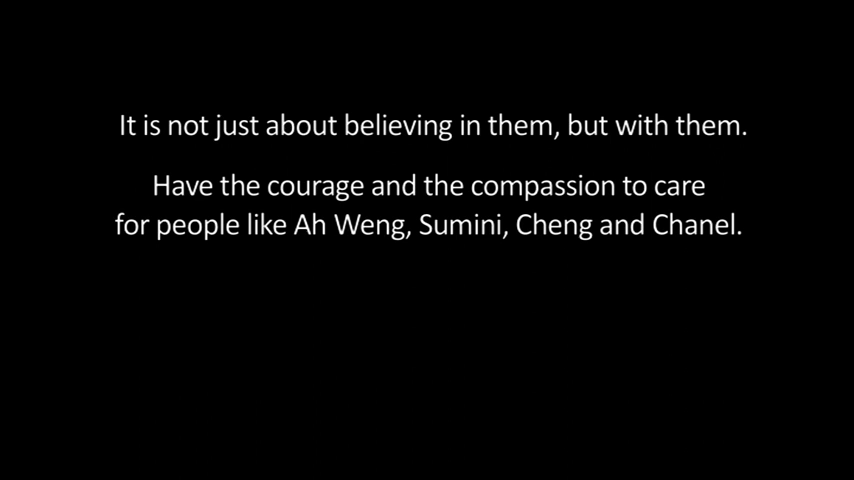 It is not just about believing in them, but with them.
Have the courage and the compassion to care
for people like Ah Weng, Sumini, Cheng and Chanel.